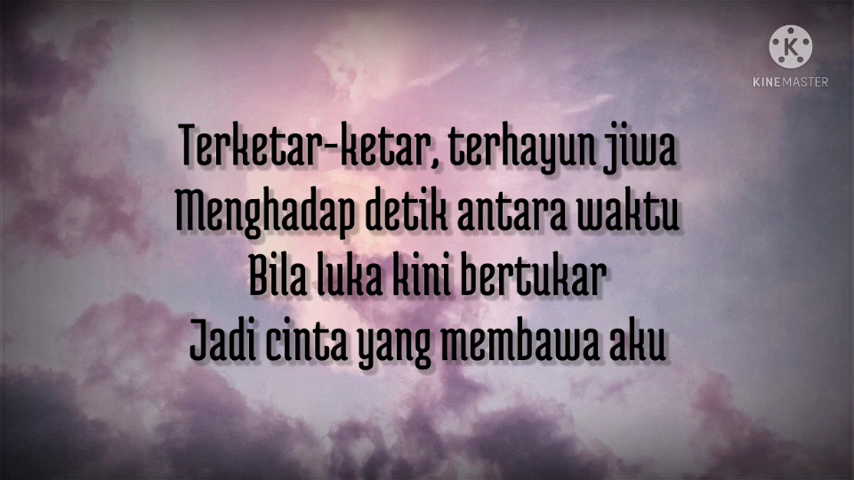 K
KINEMASTER
Terketar-ketar, terhayun jiwa
Menghadap detik antara waktu
Bila luka kini bertukar
Jadi cinta yang membawa aku